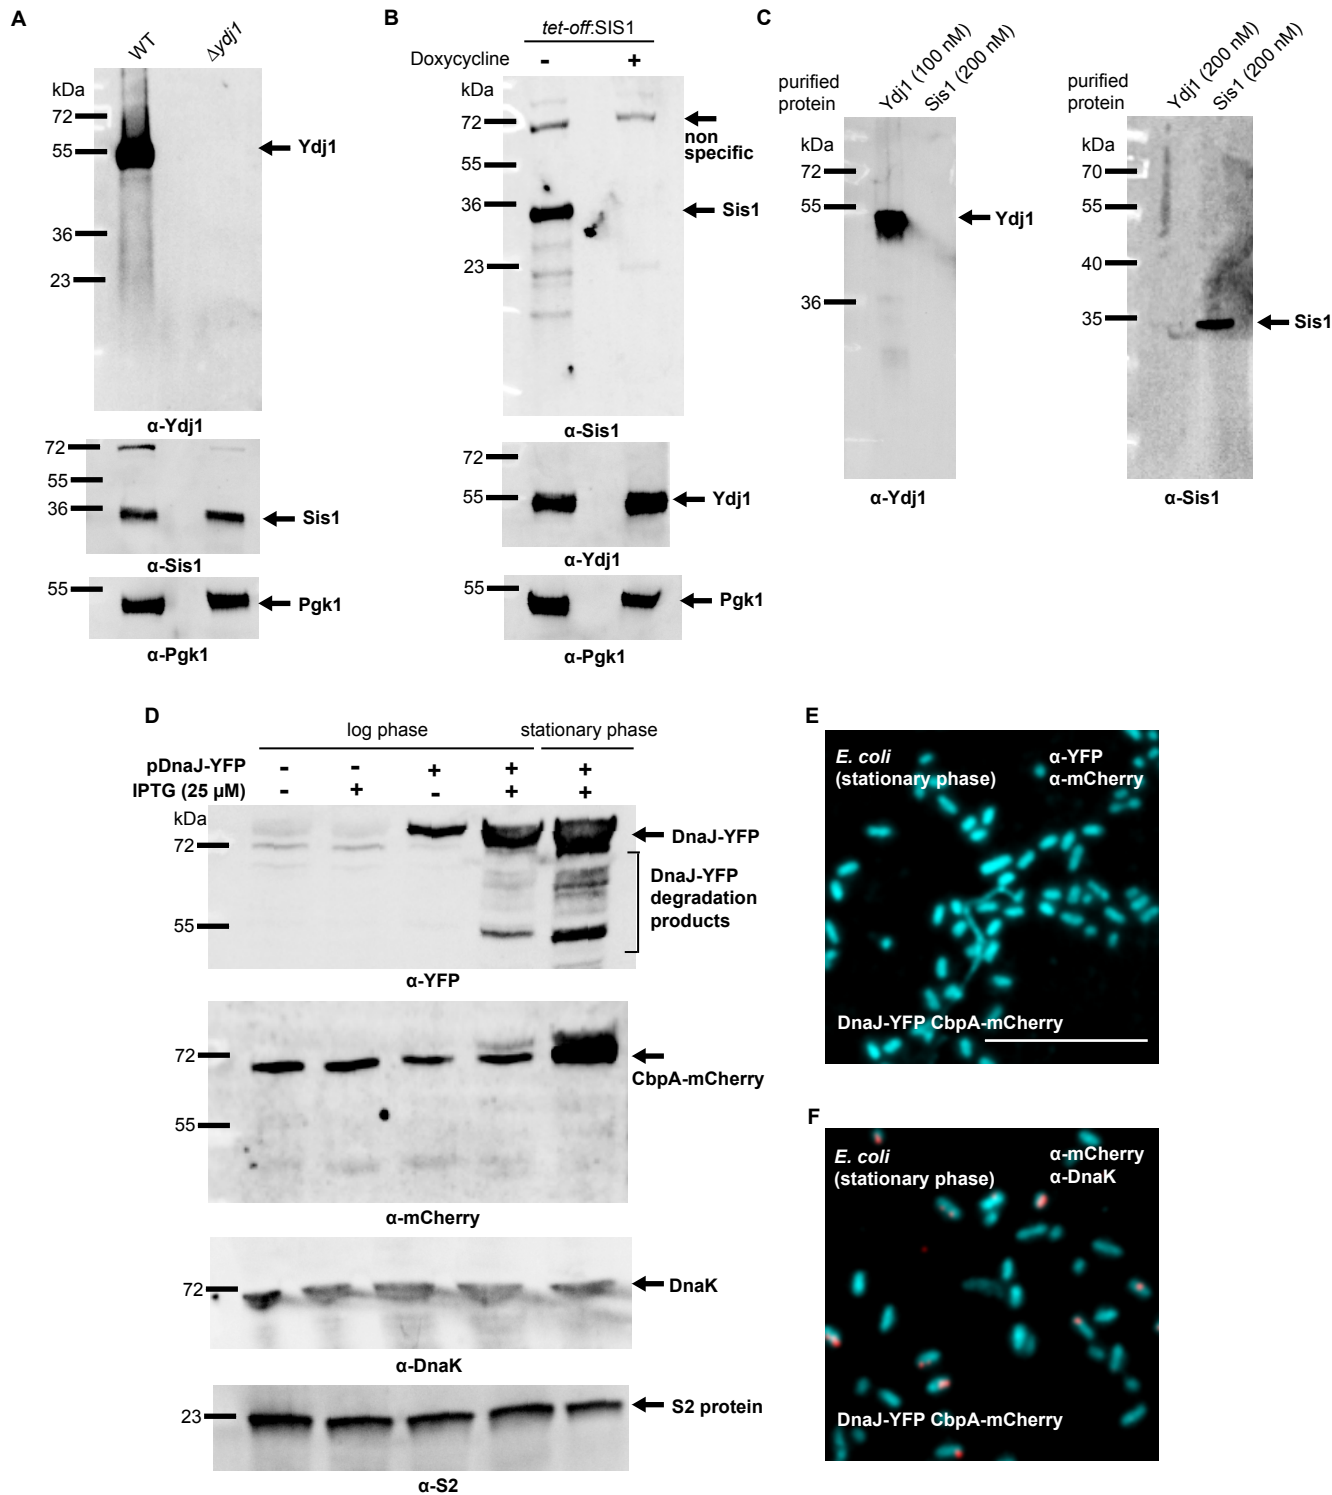 A
WT
Δydj1
kDa
72
55
36
23
Ydj1
α-Ydj1
72
55
36
Sis1
α-Sis1
55
Pgk1
α-Pgk1
B
tet-off:SIS1
Doxycycline - +
72
55
36
23
non
specific
Sis1
α-Sis1
72
55
Ydj1
α-Ydj1
55
Pgk1
α-Pgk1
C
purified
protein
Ydj1 (100 nM)
Sis1 (200 nM)
kDa
72
55
36
Ydj1
α-Ydj1
purified
protein
Ydj1 (200 nM)
Sis1 (200 nM)
kDa
70
55
40
35
Sis1
α-Sis1
D
log phase stationary phase
pDnaJ-YFP - - + + +
IPTG (25 μM) - + - + +
kDa
72
55
DnaJ-YFP
DnaJ-YFP
degradation
products
α-YFP
72
55
CbpA-mCherry
α-mCherry
72
DnaK
α-DnaK
23
S2 protein
α-S2
E
E. coli
(stationary phase)
α-YFP
α-mCherry
DnaJ-YFP CbpA-mCherry
F
E. coli
(stationary phase)
α-mCherry
α-DnaK
DnaJ-YFP CbpA-mCherry